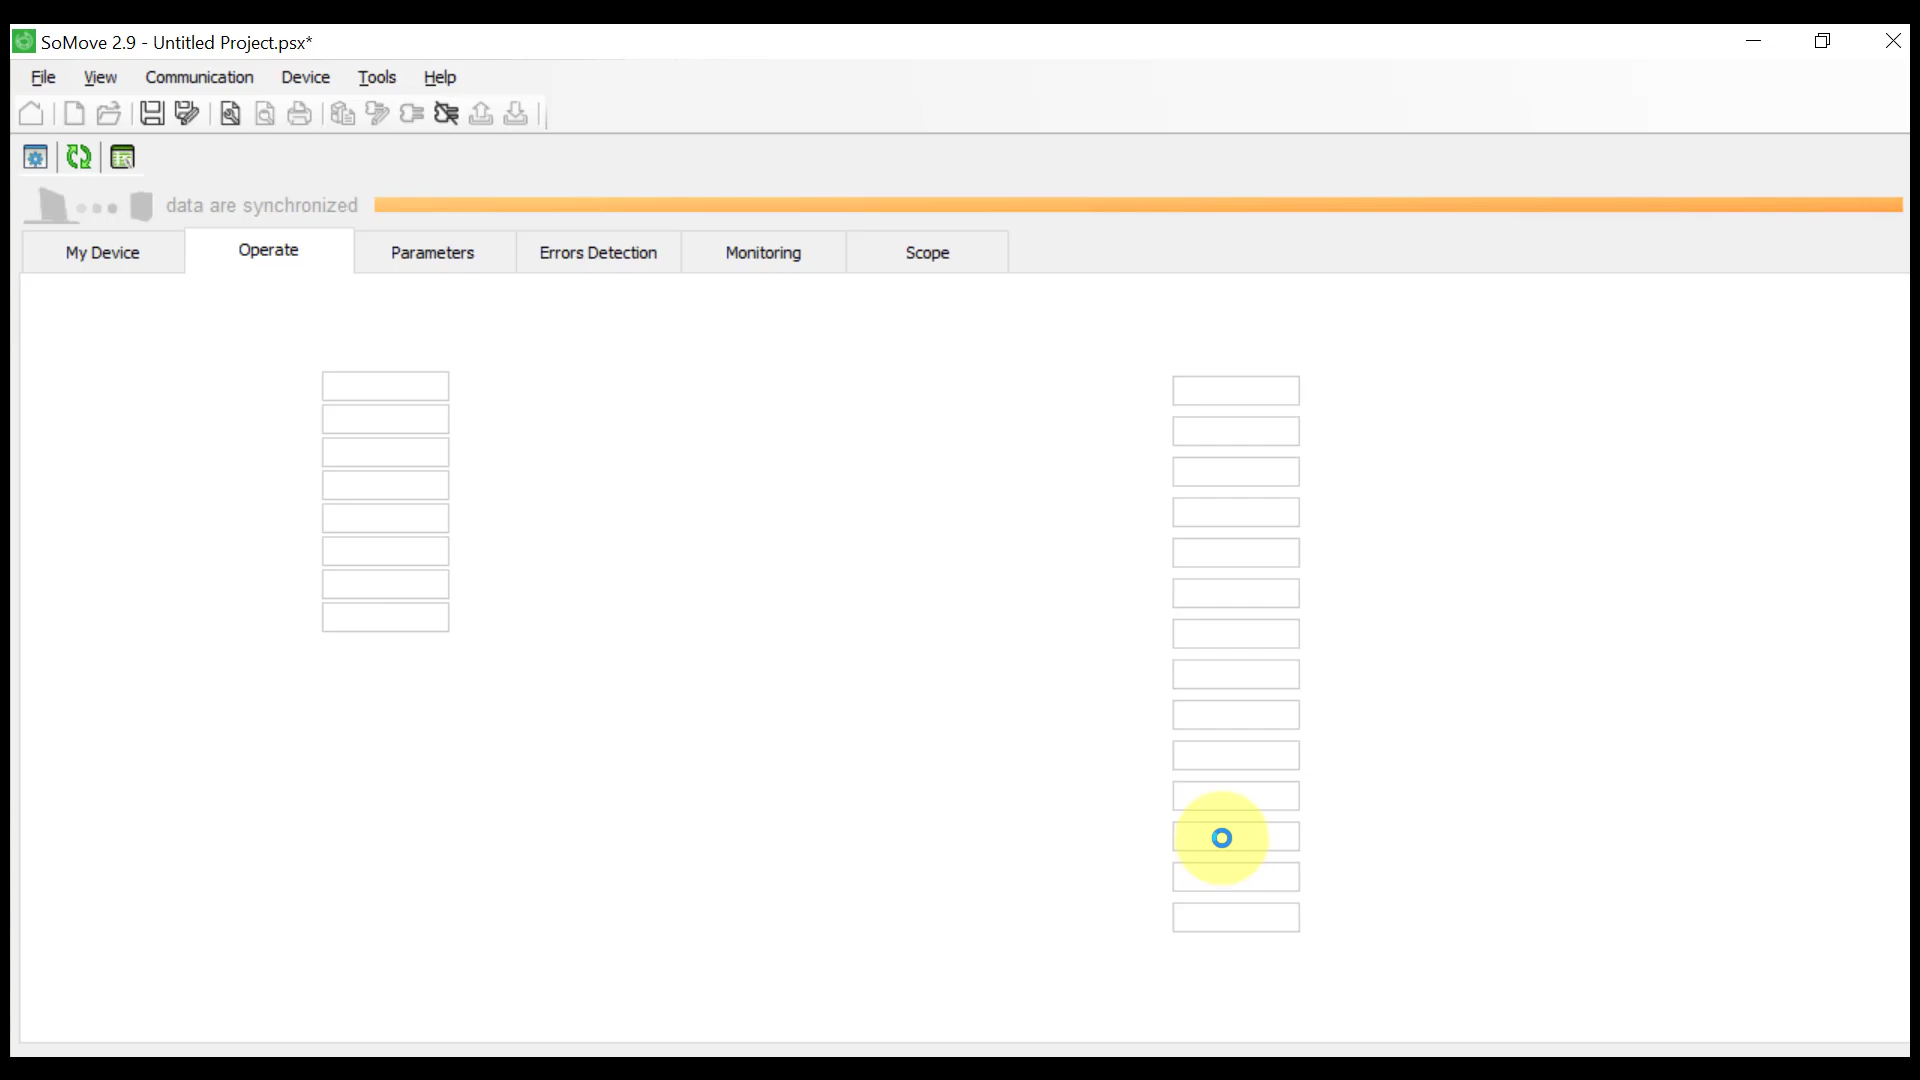 SoMove 2.9 - Untitled Project.psx*
File View Communication Device Tools Help
data are synchronized
My Device Operate Parameters Errors Detection Monitoring Scope